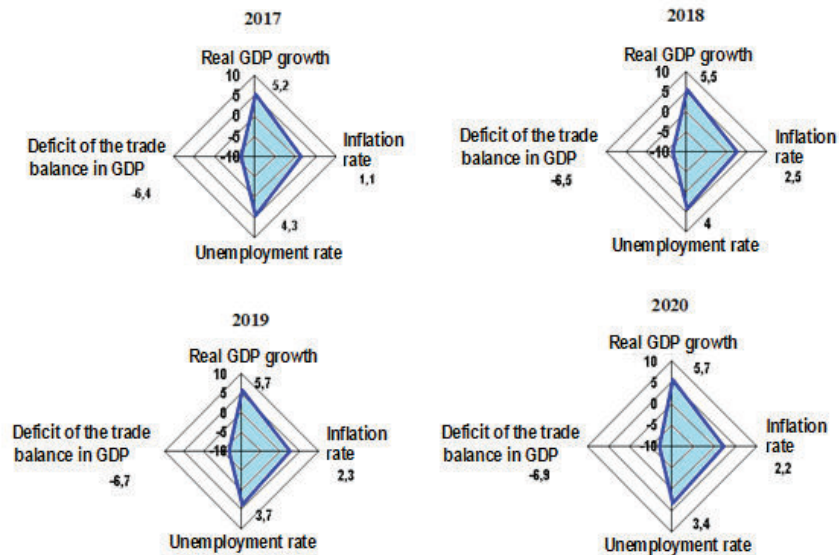 2017
Real GDP growth
10
5,2
5
0
-5
-10
Deficit of the trade
balance in GDP
-6,4
Inflation
rate
1,1
4,3
Unemployment rate
2018
Real GDP growth
10
5,5
5
0
-5
-10
Deficit of the trade
balance in GDP
-6,5
Inflation
rate
2,5
4
Unemployment rate
2019
Real GDP growth
10
5,7
5
0
-5
-10
Deficit of the trade
balance in GDP
-6,7
Inflation
rate
2,3
3,7
Unemployment rate
2020
Real GDP growth
10
5,7
5
0
-5
-10
Deficit of the trade
balance in GDP
-6,9
Inflation
rate
2,2
3,4
Unemployment rate